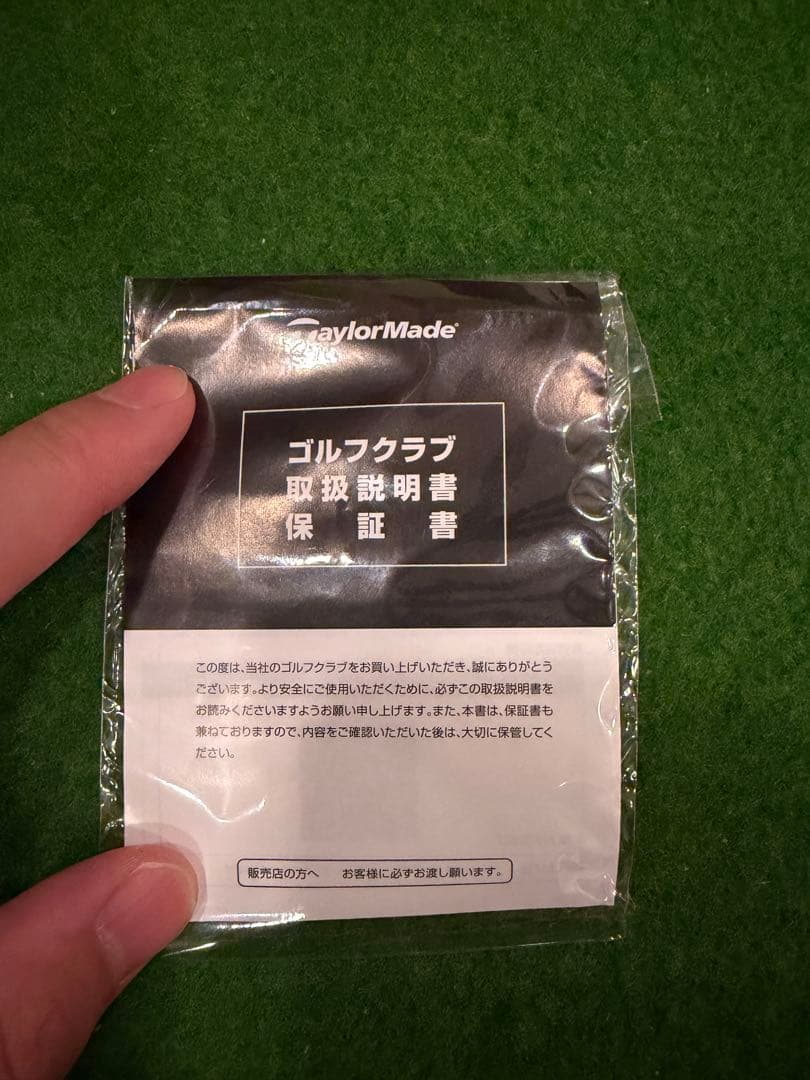 TaylorMade
ゴルフクラブ
取扱説明書
保証書
この度は、当社のゴルフクラブをお買い上げいただき、誠にありがとう
ございます。より安全にご使用いただくために、必ずこの取扱説明書を
お読みくださいますようお願い申し上げます。また、本書は、保証書も
兼ねておりますので、内容をご確認いただいた後は、大切に保管してく
ださい。
販売店の方へ お客様に必ずお渡し願います。